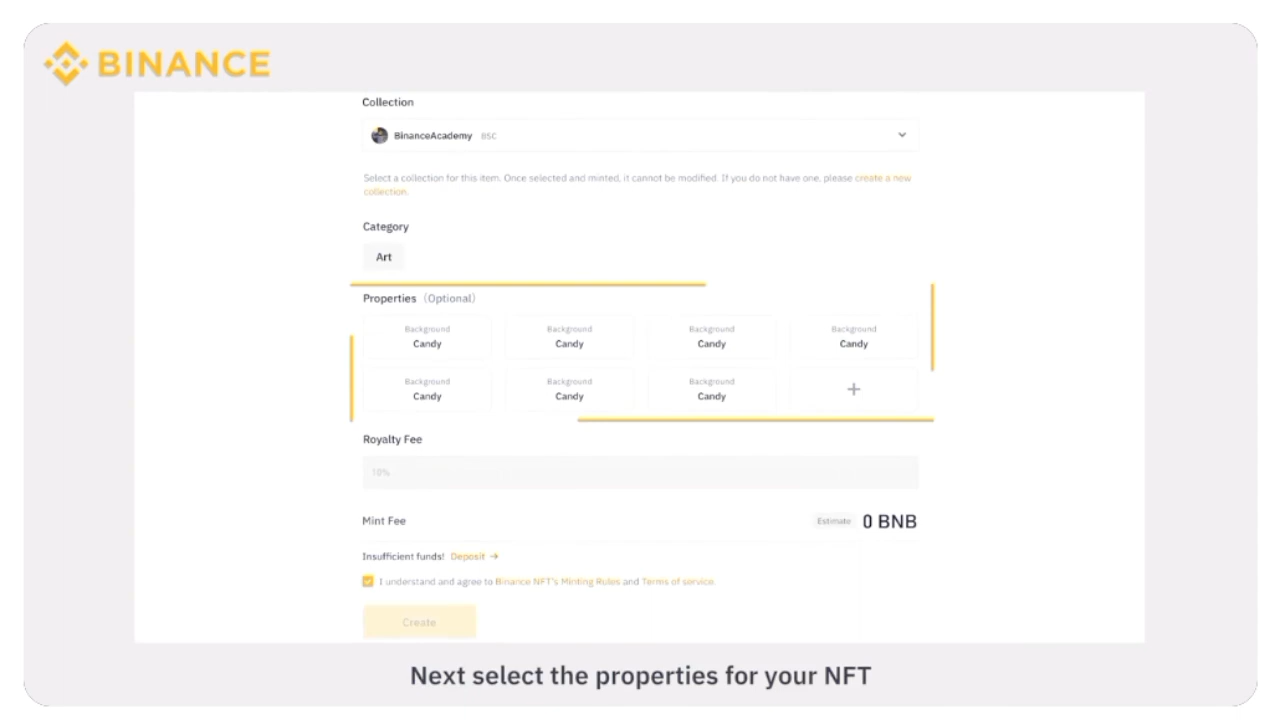 BINANCE
Collection
BinanceAcademy BSC
Select a collection for this item. Once selected and minted, it cannot be modified. If you do not have one, please create a new
collection.
Category
Art
Properties (Optional)
Background Background Background Background
Candy Candy Candy Candy
Background Background Background
Candy Candy Candy +
Royalty Fee
10%
Mint Fee Estimate 0 BNB
Insufficient funds! Deposit →
I understand and agree to Binance NFT's Minting Rules and Terms of service.
Create
Next select the properties for your NFT